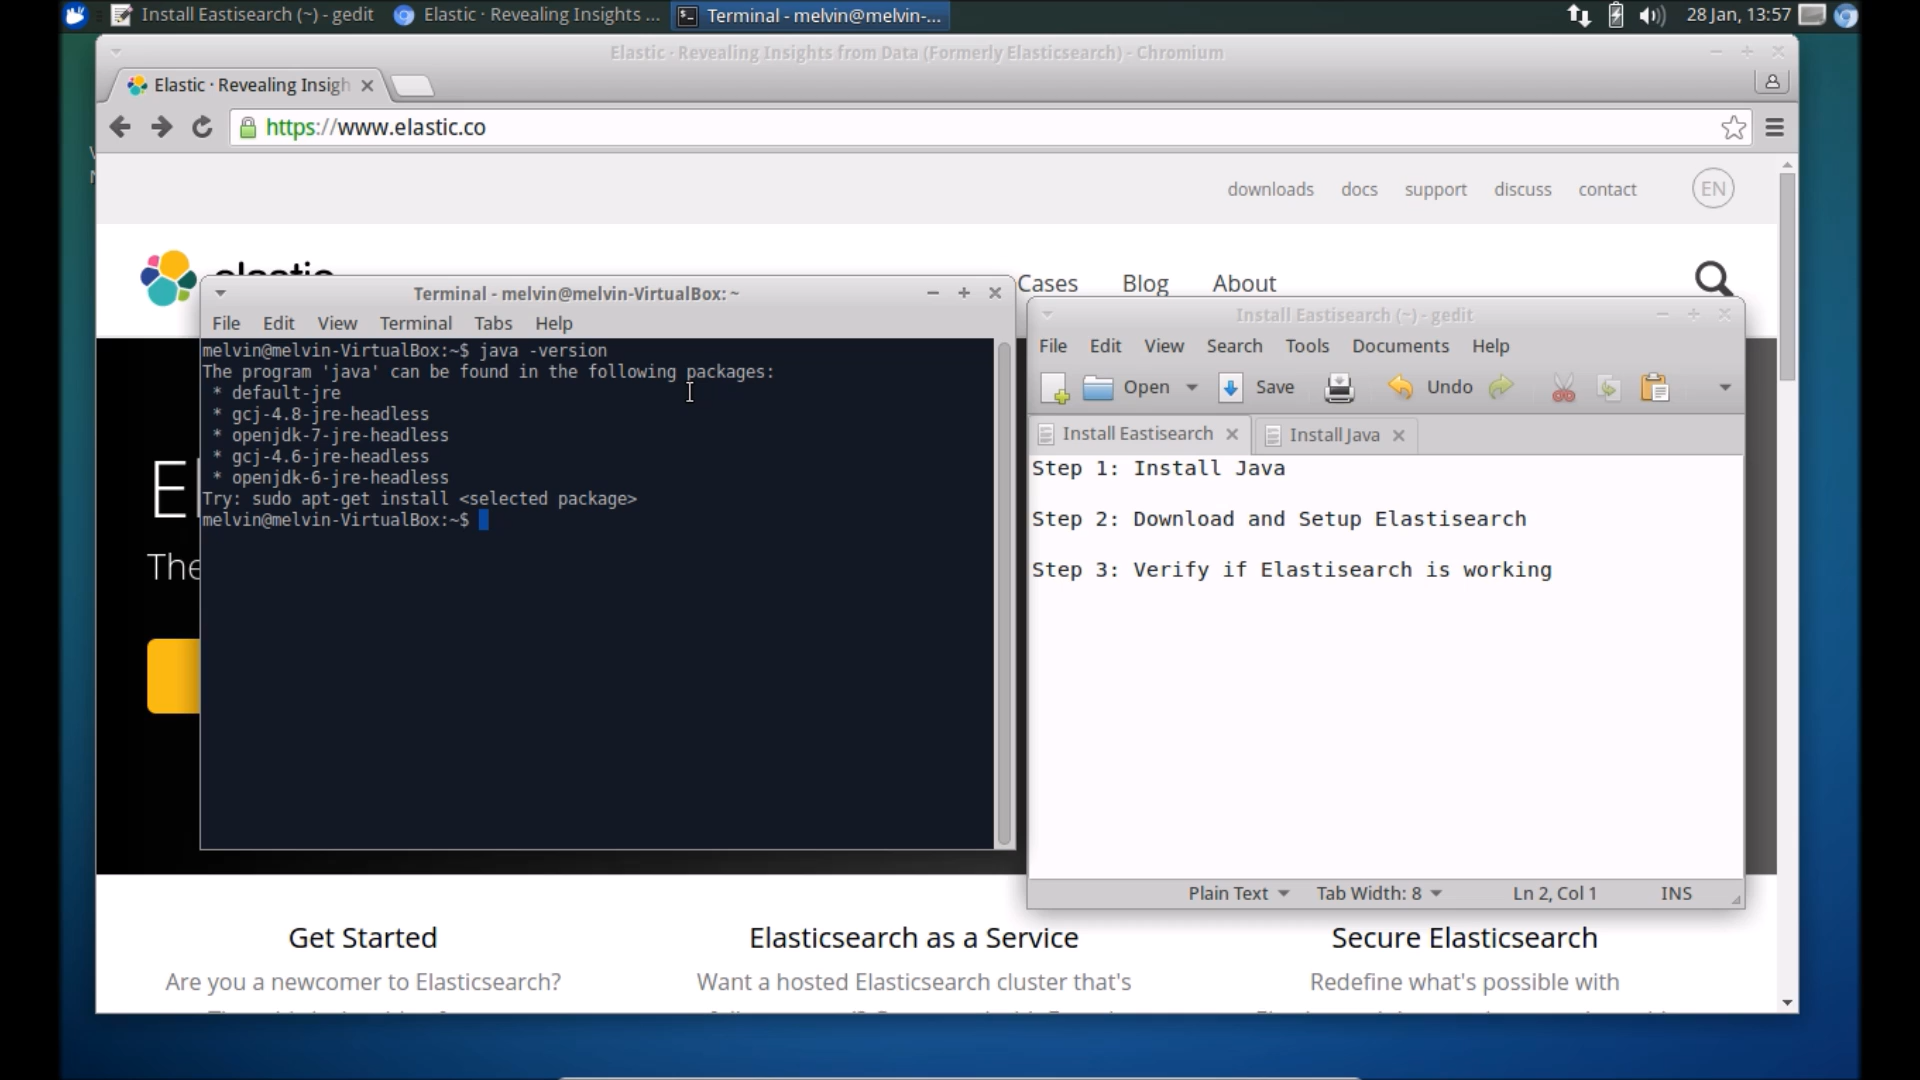 Install Eastisearch (~) - gedit
Elastic · Revealing Insights ...
Terminal - melvin@melvin-...
28 Jan, 13:57
Elastic · Revealing Insights from Data (Formerly Elasticsearch) - Chromium
Elastic · Revealing Insigh
https://www.elastic.co
downloads docs support discuss contact EN
elastic
Cases Blog About
Terminal - melvin@melvin-VirtualBox: ~
File Edit View Terminal Tabs Help
melvin@melvin-VirtualBox:~$ java -version
The program 'java' can be found in the following packages:
* default-jre
* gcj-4.8-jre-headless
* openjdk-7-jre-headless
* gcj-4.6-jre-headless
* openjdk-6-jre-headless
Try: sudo apt-get install <selected package>
melvin@melvin-VirtualBox:~$
Install Eastisearch (~) - gedit
File Edit View Search Tools Documents Help
Open Save Undo
Install Eastisearch Install Java
Step 1: Install Java
Step 2: Download and Setup Elastisearch
Step 3: Verify if Elastisearch is working
Plain Text Tab Width: 8 Ln 2, Col 1 INS
El
The
Get Started
Are you a newcomer to Elasticsearch?
Elasticsearch as a Service
Want a hosted Elasticsearch cluster that's
Secure Elasticsearch
Redefine what's possible with